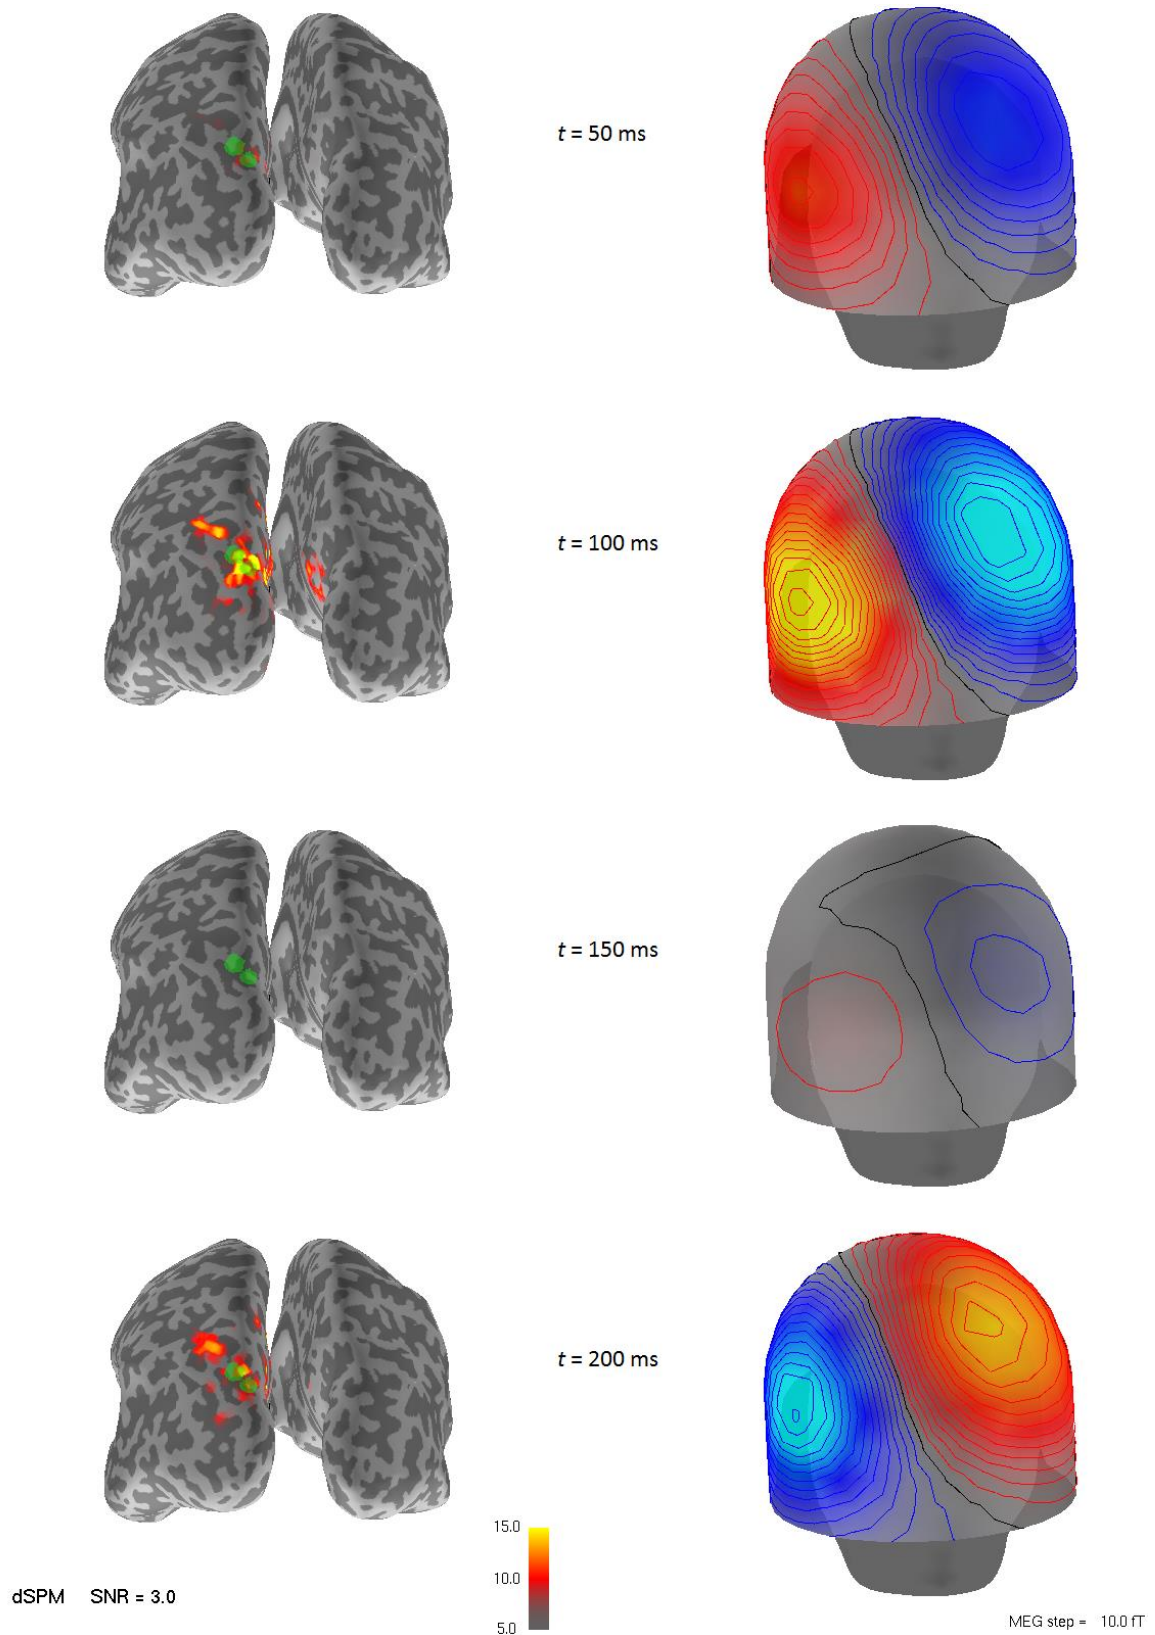 t = 50 ms
t = 100 ms
t = 150 ms
t = 200 ms
15.0
10.0
5.0
dSPM SNR = 3.0
MEG step = 10.0 fT